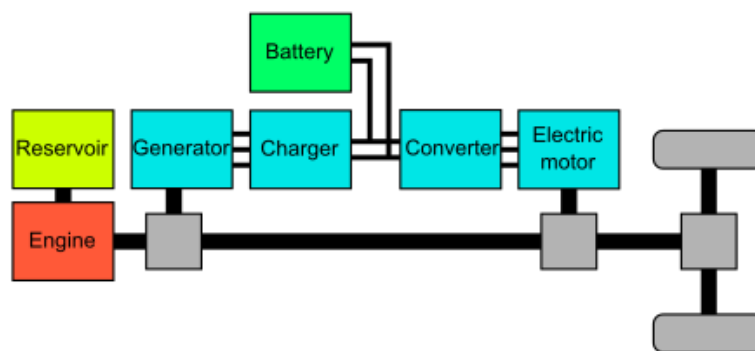 Battery
Reservoir
Generator
Charger
Converter
Electric
motor
Engine